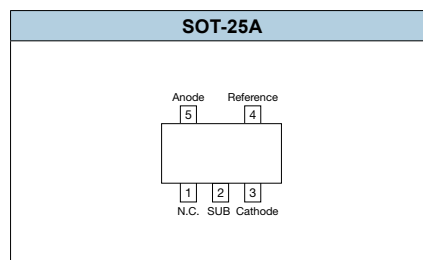 SOT-25A
Anode Reference
5 4
1 2 3
N.C. SUB Cathode